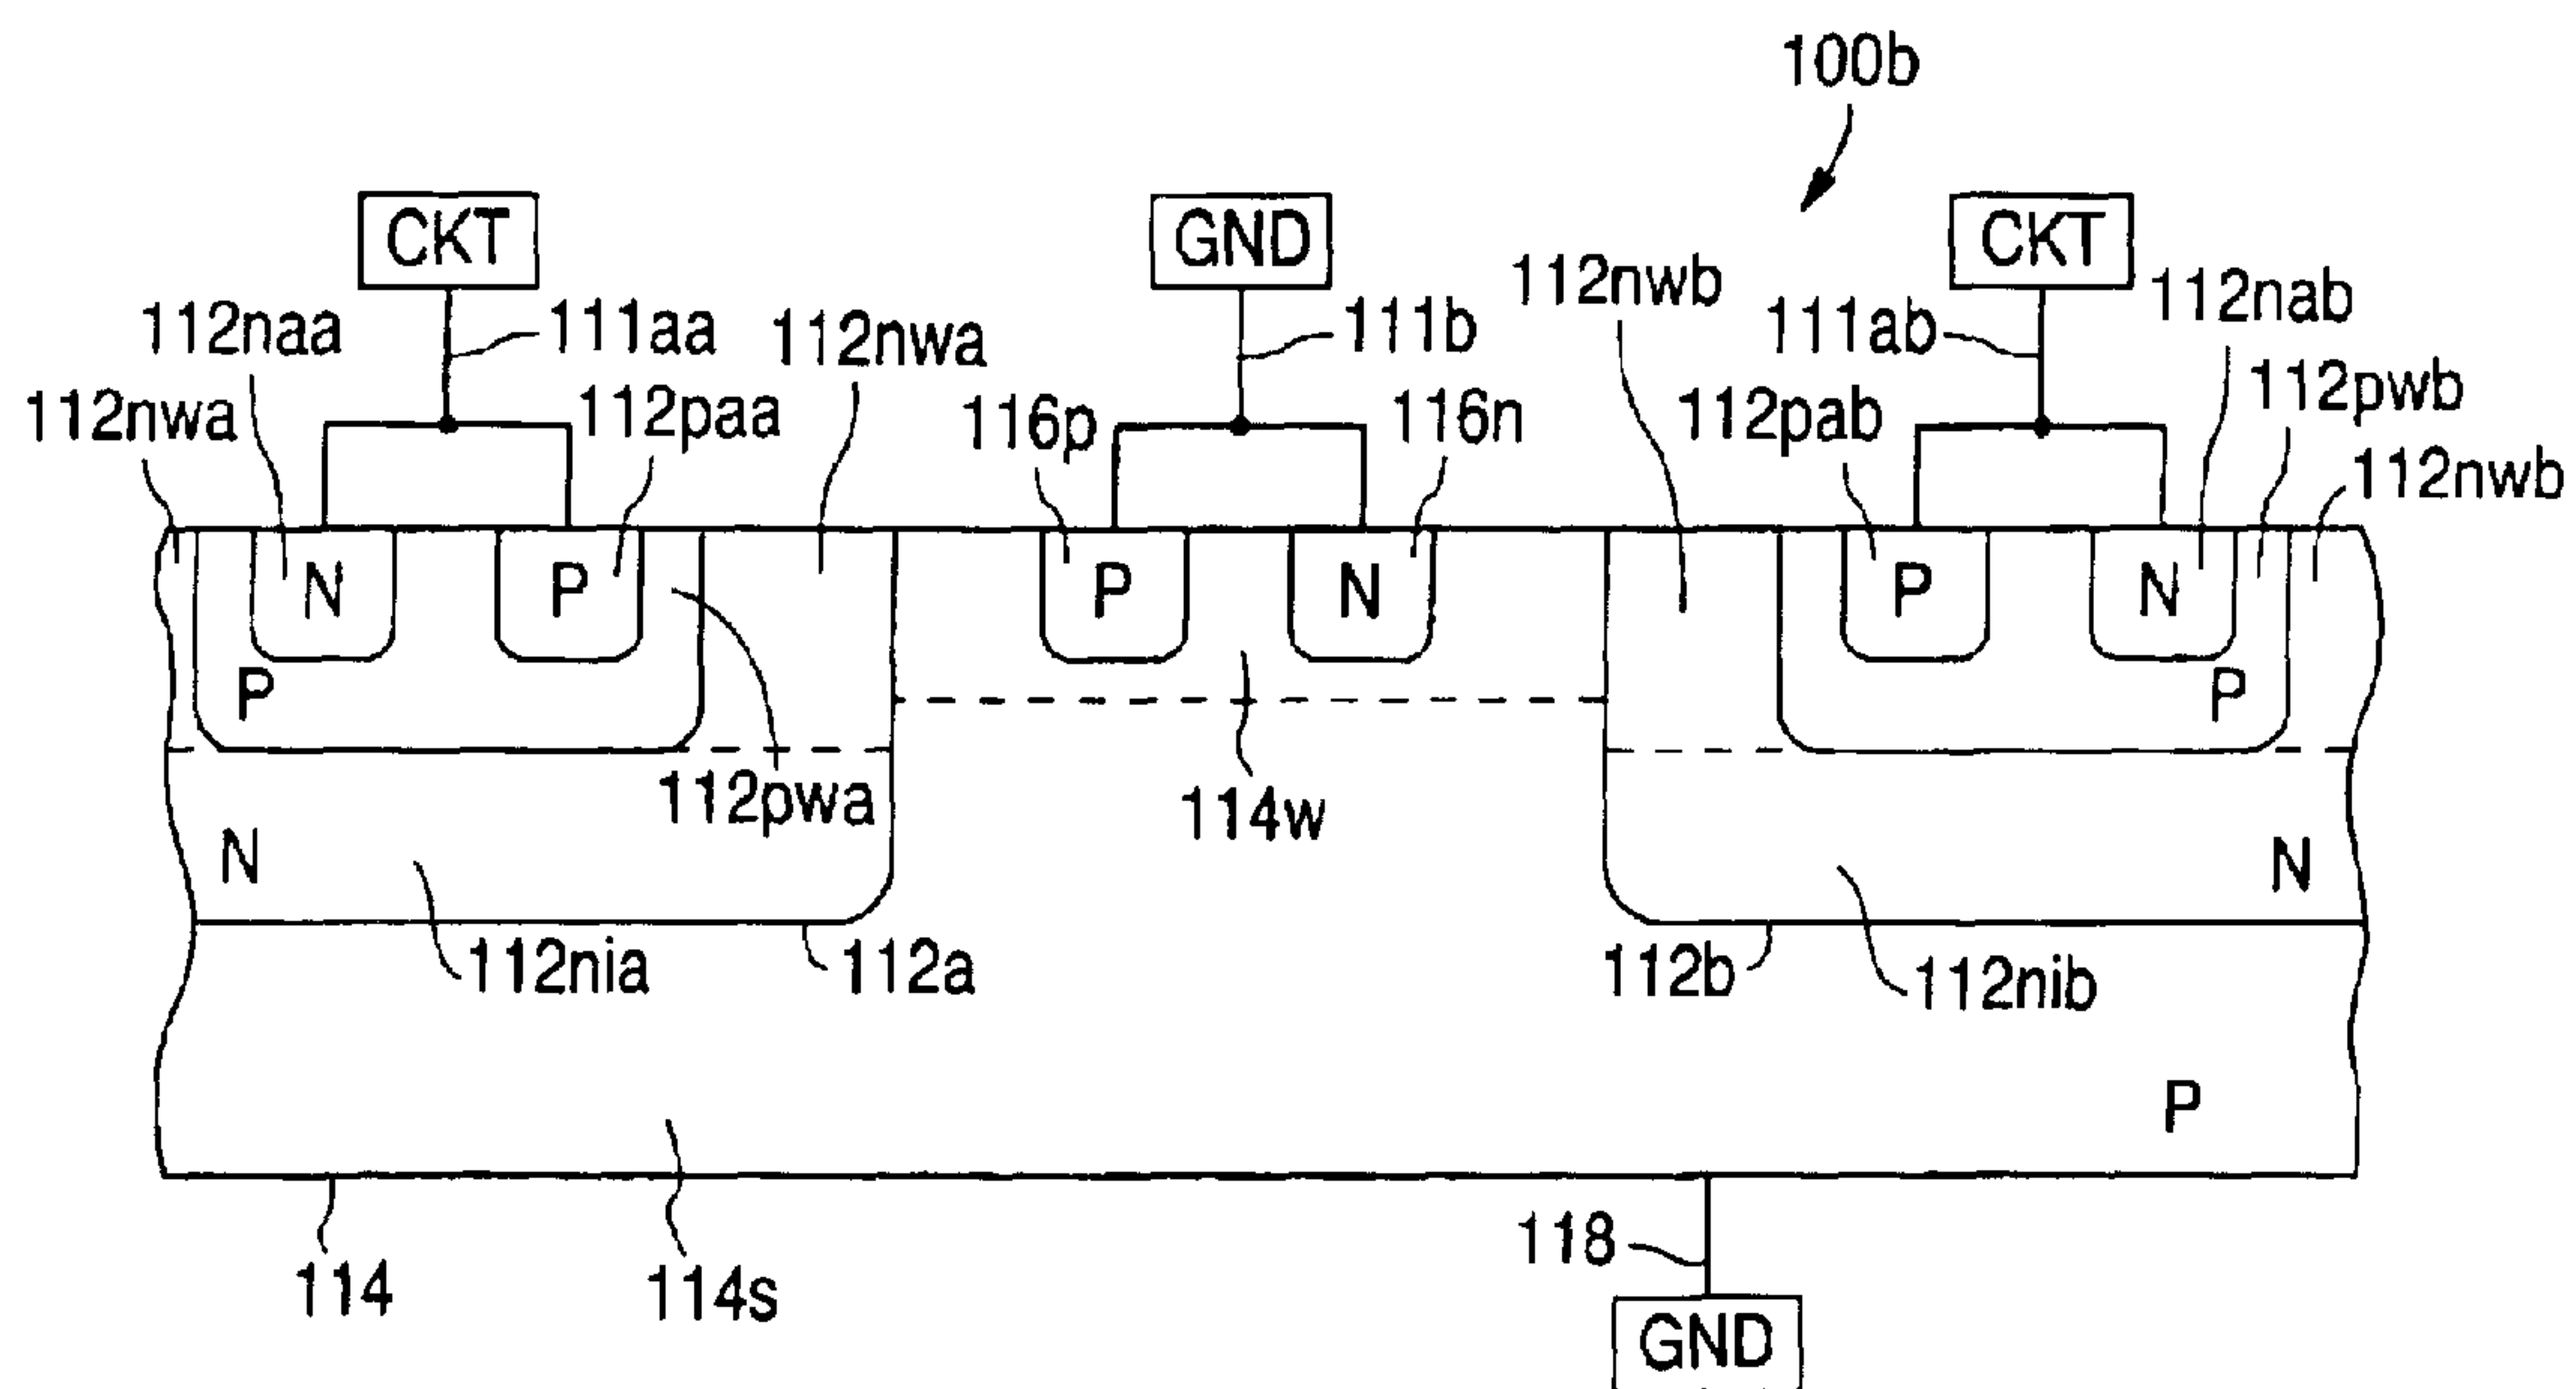 100b
CKT GND CKT
112naa 111aa 112nwa 111b 112nwb 111ab 112nab
112nwa 112paa 116p 116n 112pab 112pwb
112nwb
N P P N P N
P P
112pwa 114w
N N
112nia 112a 112b 112nib
P
118
114 114s
GND